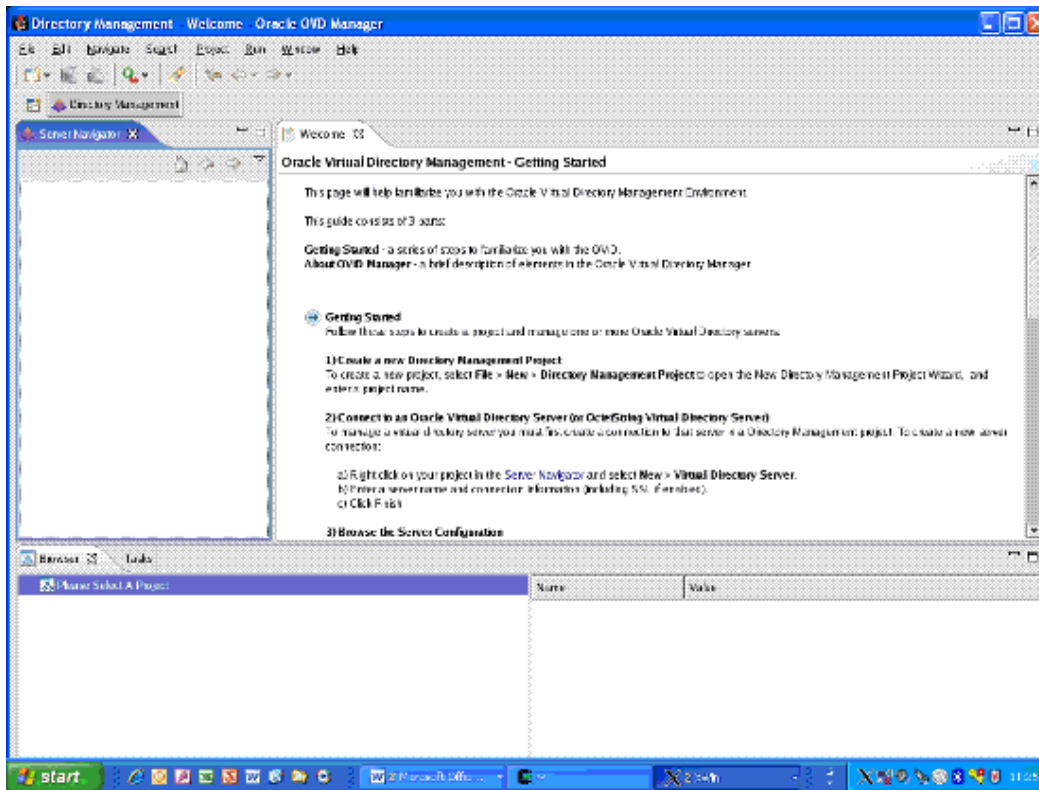 Directory Management - Welcome - Oracle OVD Manager
File Edit Navigate Search Project Run Window Help
Directory Management
Server Navigator
Welcome
Oracle Virtual Directory Management - Getting Started
This page will help familiarize you with the Oracle Virtual Directory Management Environment
This guide consists of 3 parts:
Getting Started - a series of steps to familiarize you with the OVID.
About OVID Manager - a brief description of elements in the Oracle Virtual Directory Manager
Getting Started
Follow these steps to create a project and manage one or more Oracle Virtual Directory servers:
1) Create a new Directory Management Project
To create a new project, select File > New > Directory Management Project to open the New Directory Management Project Wizard, and
enter a project name.
2) Connect to an Oracle Virtual Directory Server (or OctetString Virtual Directory Server)
To manage a virtual directory server you must first create a connection to that server in a Directory Management project. To create a new server
connection:
a) Right click on your project in the Server Navigator and select New > Virtual Directory Server.
b) Enter a server name and connection information (including SSL if enabled).
c) Click Finish
3) Browse the Server Configuration
Browser Tasks
Please Select A Project
Name Value
start 2 Microsoft Offic...